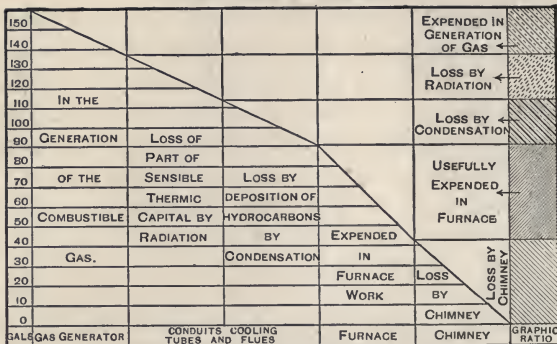 150
140
130
120
110
100
90
80
70
60
50
40
30
20
10
0
GALE
IN THE
GENERATION
OF THE
COMBUSTIBLE
GAS.
GAS GENERATOR
LOSS OF
PART OF
SENSIBLE
THERMIC
CAPITAL BY
RADIATION
LOSS BY
DEPOSITION OF
HYDROCARBONS
BY
CONDENSATION
CONDUITS COOLING
TUBES AND FLUES
EXPENDED
IN
FURNACE
WORK
FURNACE
LOSS
BY
CHIMNEY
CHIMNEY
EXPENDED IN
GENERATION
OF GAS
LOSS BY
RADIATION
LOSS BY
CONDENSATION
USEFULLY
EXPENDED
IN
FURNACE
LOSS BY
CHIMNEY
GRAPHIC
RATIO